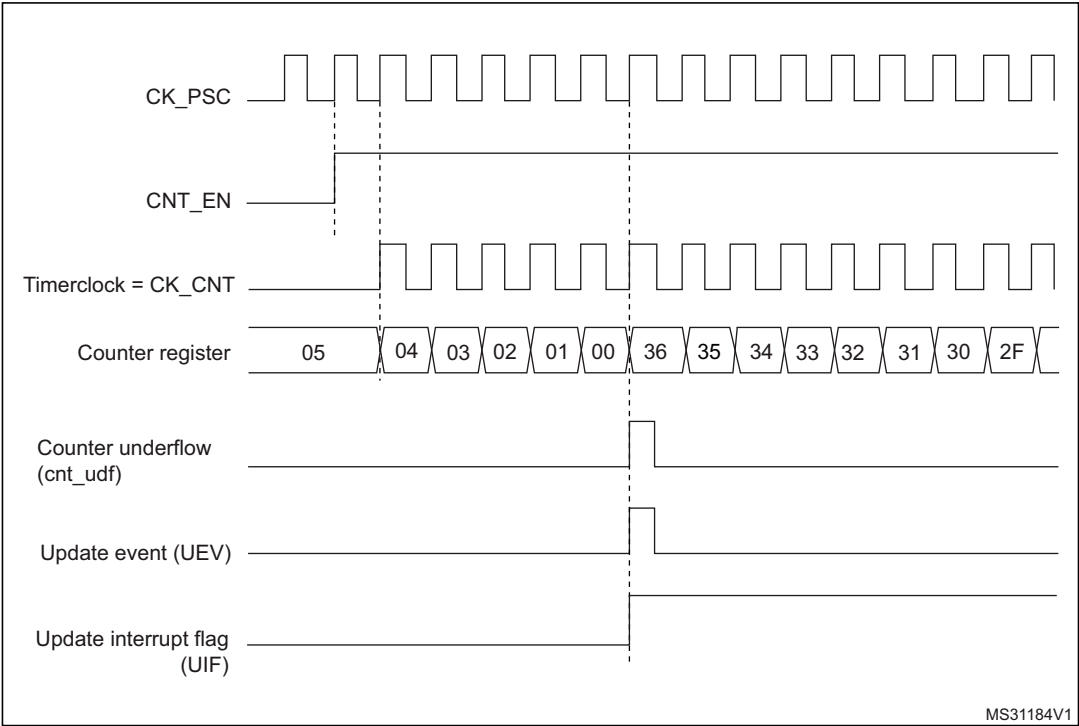 CK_PSC
CNT_EN
Timerclock = CK_CNT
Counter register 05 04 03 02 01 00 36 35 34 33 32 31 30 2F
Counter underflow
(cnt_udf)
Update event (UEV)
Update interrupt flag
(UIF)
MS31184V1